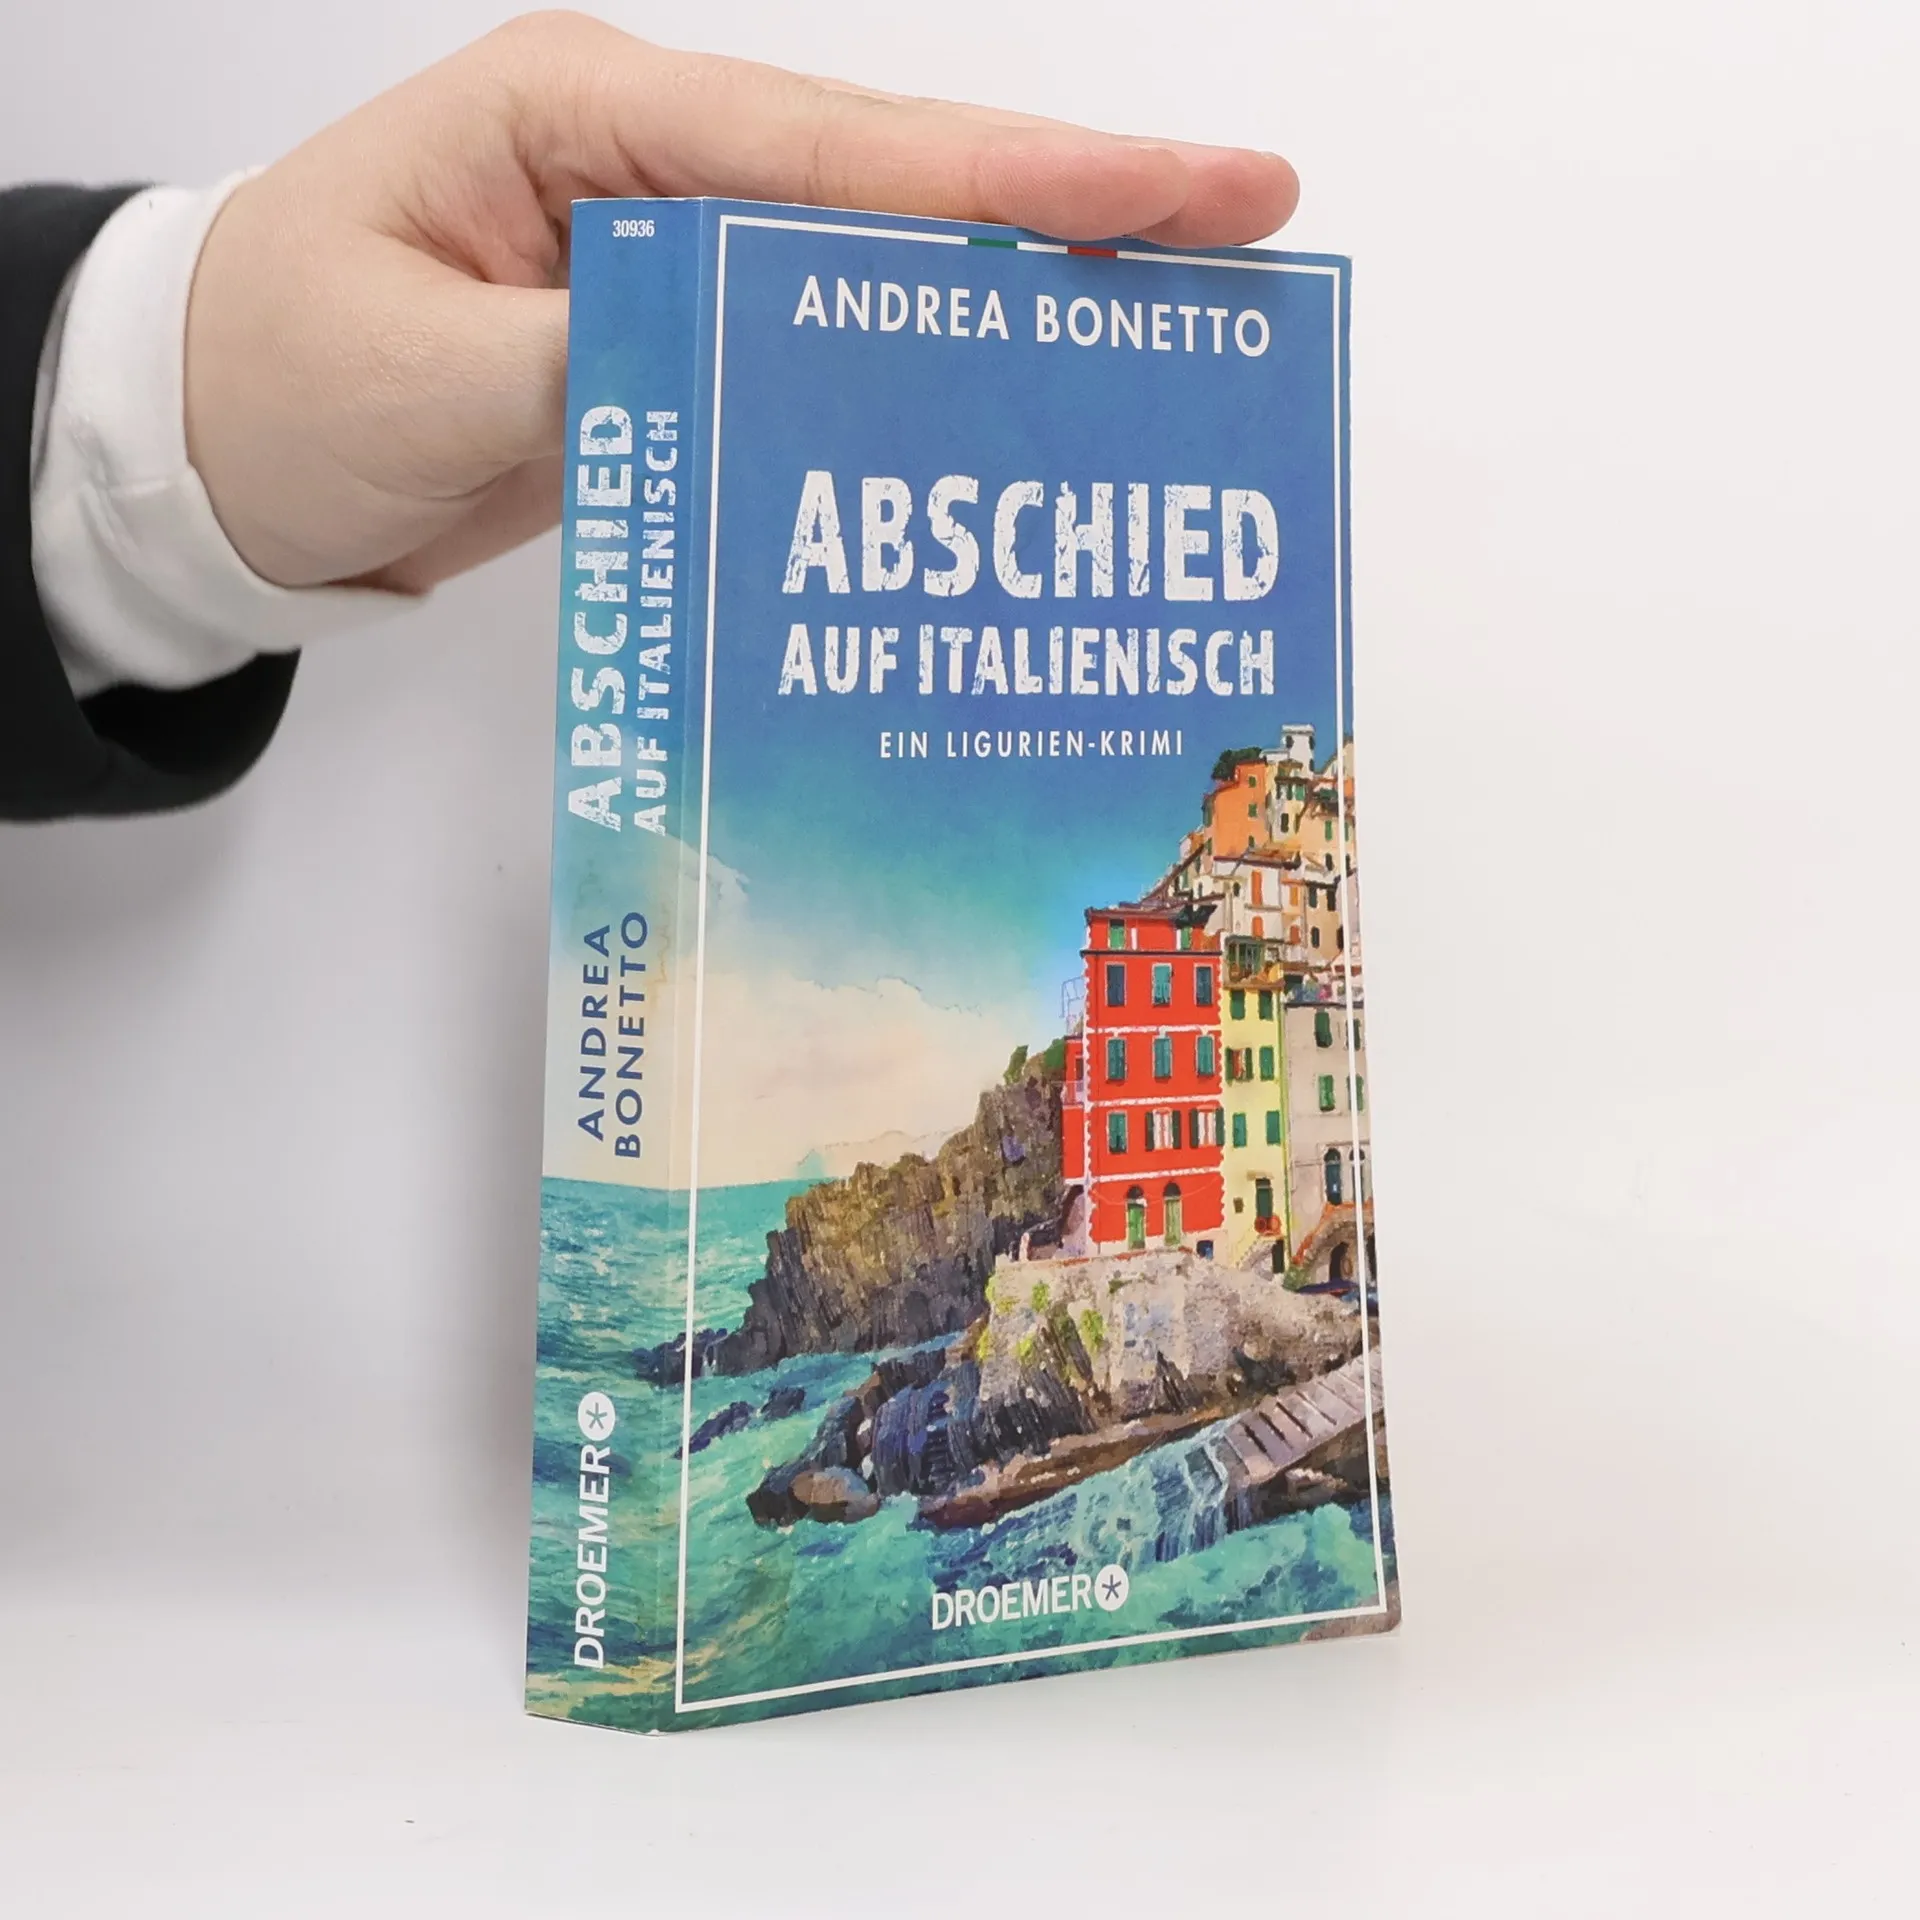 30936
ABSCHIED
AUF ITALIENISCH
ANDREA
BONETTO
DROEMER
ANDREA BONETTO
ABSCHIED
AUF ITALIENISCH
EIN LIGURIEN-KRIMI
DROEMER